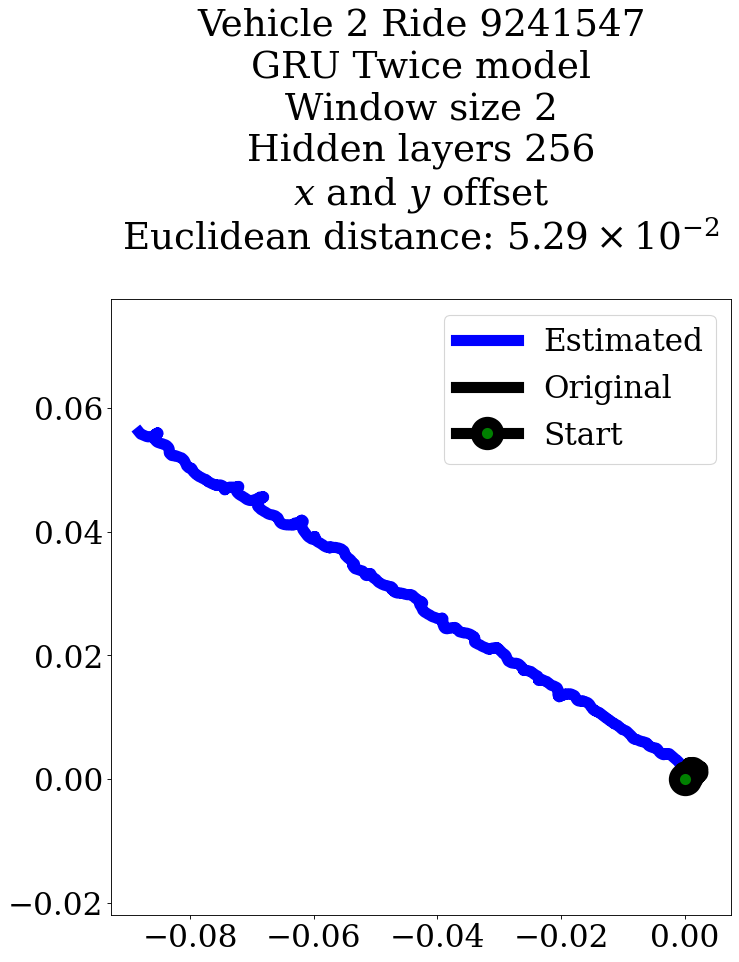 Vehicle 2 Ride 9241547
GRU Twice model
Window size 2
Hidden layers 256
x and y offset
Euclidean distance: 5.29 × 10⁻²
Estimated
Original
Start
0.06
0.04
0.02
0.00
−0.02
−0.08 −0.06 −0.04 −0.02 0.00